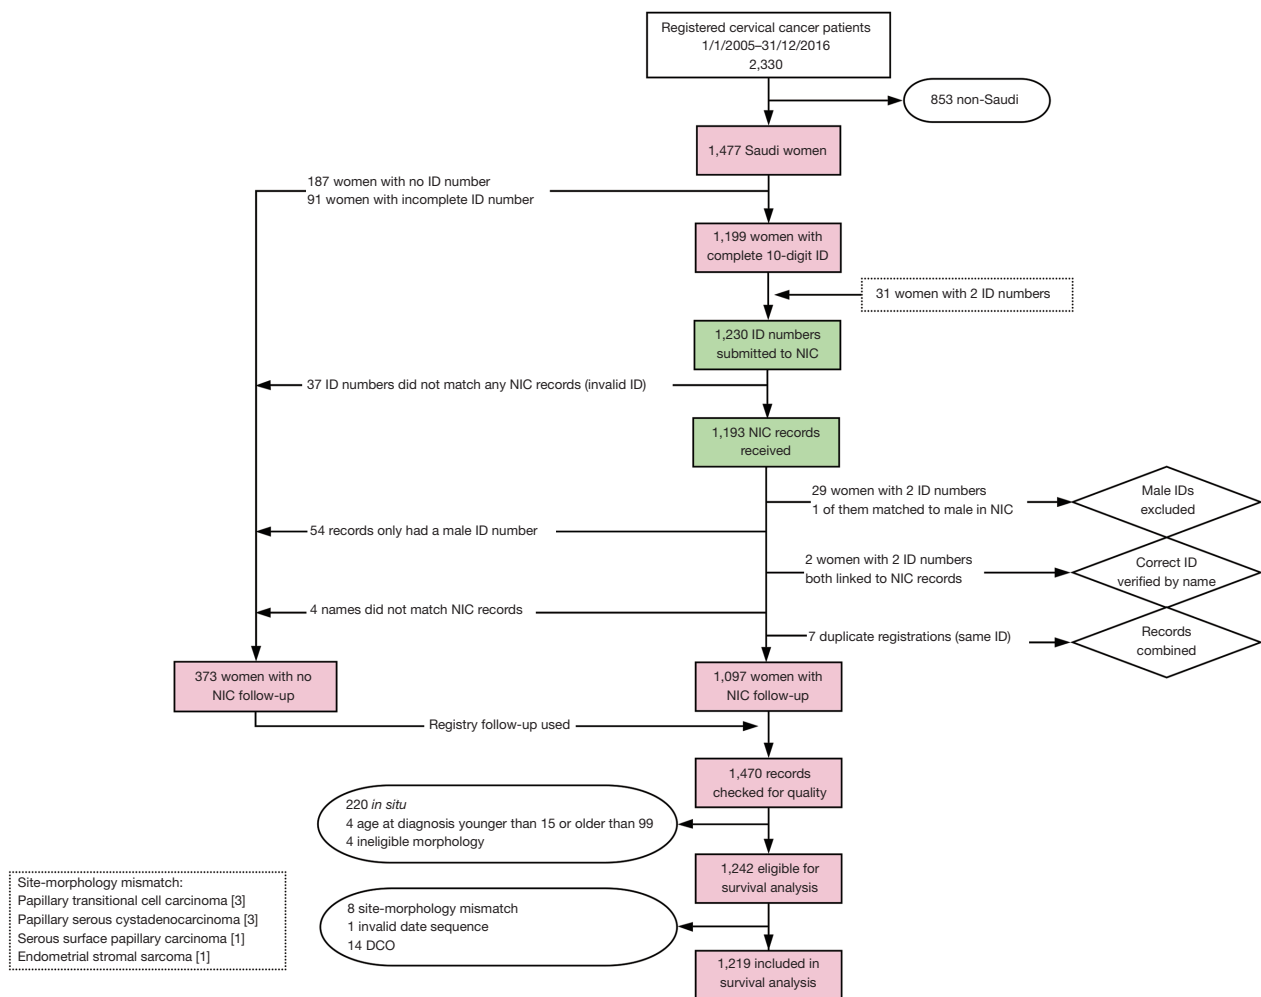 Registered cervical cancer patients
1/1/2005–31/12/2016
2,330
853 non-Saudi
1,477 Saudi women
187 women with no ID number
91 women with incomplete ID number
1,199 women with
complete 10-digit ID
31 women with 2 ID numbers
1,230 ID numbers
submitted to NIC
37 ID numbers did not match any NIC records (invalid ID)
1,193 NIC records
received
29 women with 2 ID numbers
1 of them matched to male in NIC
Male IDs
excluded
54 records only had a male ID number
2 women with 2 ID numbers
both linked to NIC records
Correct ID
verified by name
4 names did not match NIC records
7 duplicate registrations (same ID)
Records
combined
373 women with no
NIC follow-up
1,097 women with
NIC follow-up
Registry follow-up used
1,470 records
checked for quality
220 in situ
4 age at diagnosis younger than 15 or older than 99
4 ineligible morphology
1,242 eligible for
survival analysis
Site-morphology mismatch:
Papillary transitional cell carcinoma [3]
Papillary serous cystadenocarcinoma [3]
Serous surface papillary carcinoma [1]
Endometrial stromal sarcoma [1]
8 site-morphology mismatch
1 invalid date sequence
14 DCO
1,219 included in
survival analysis